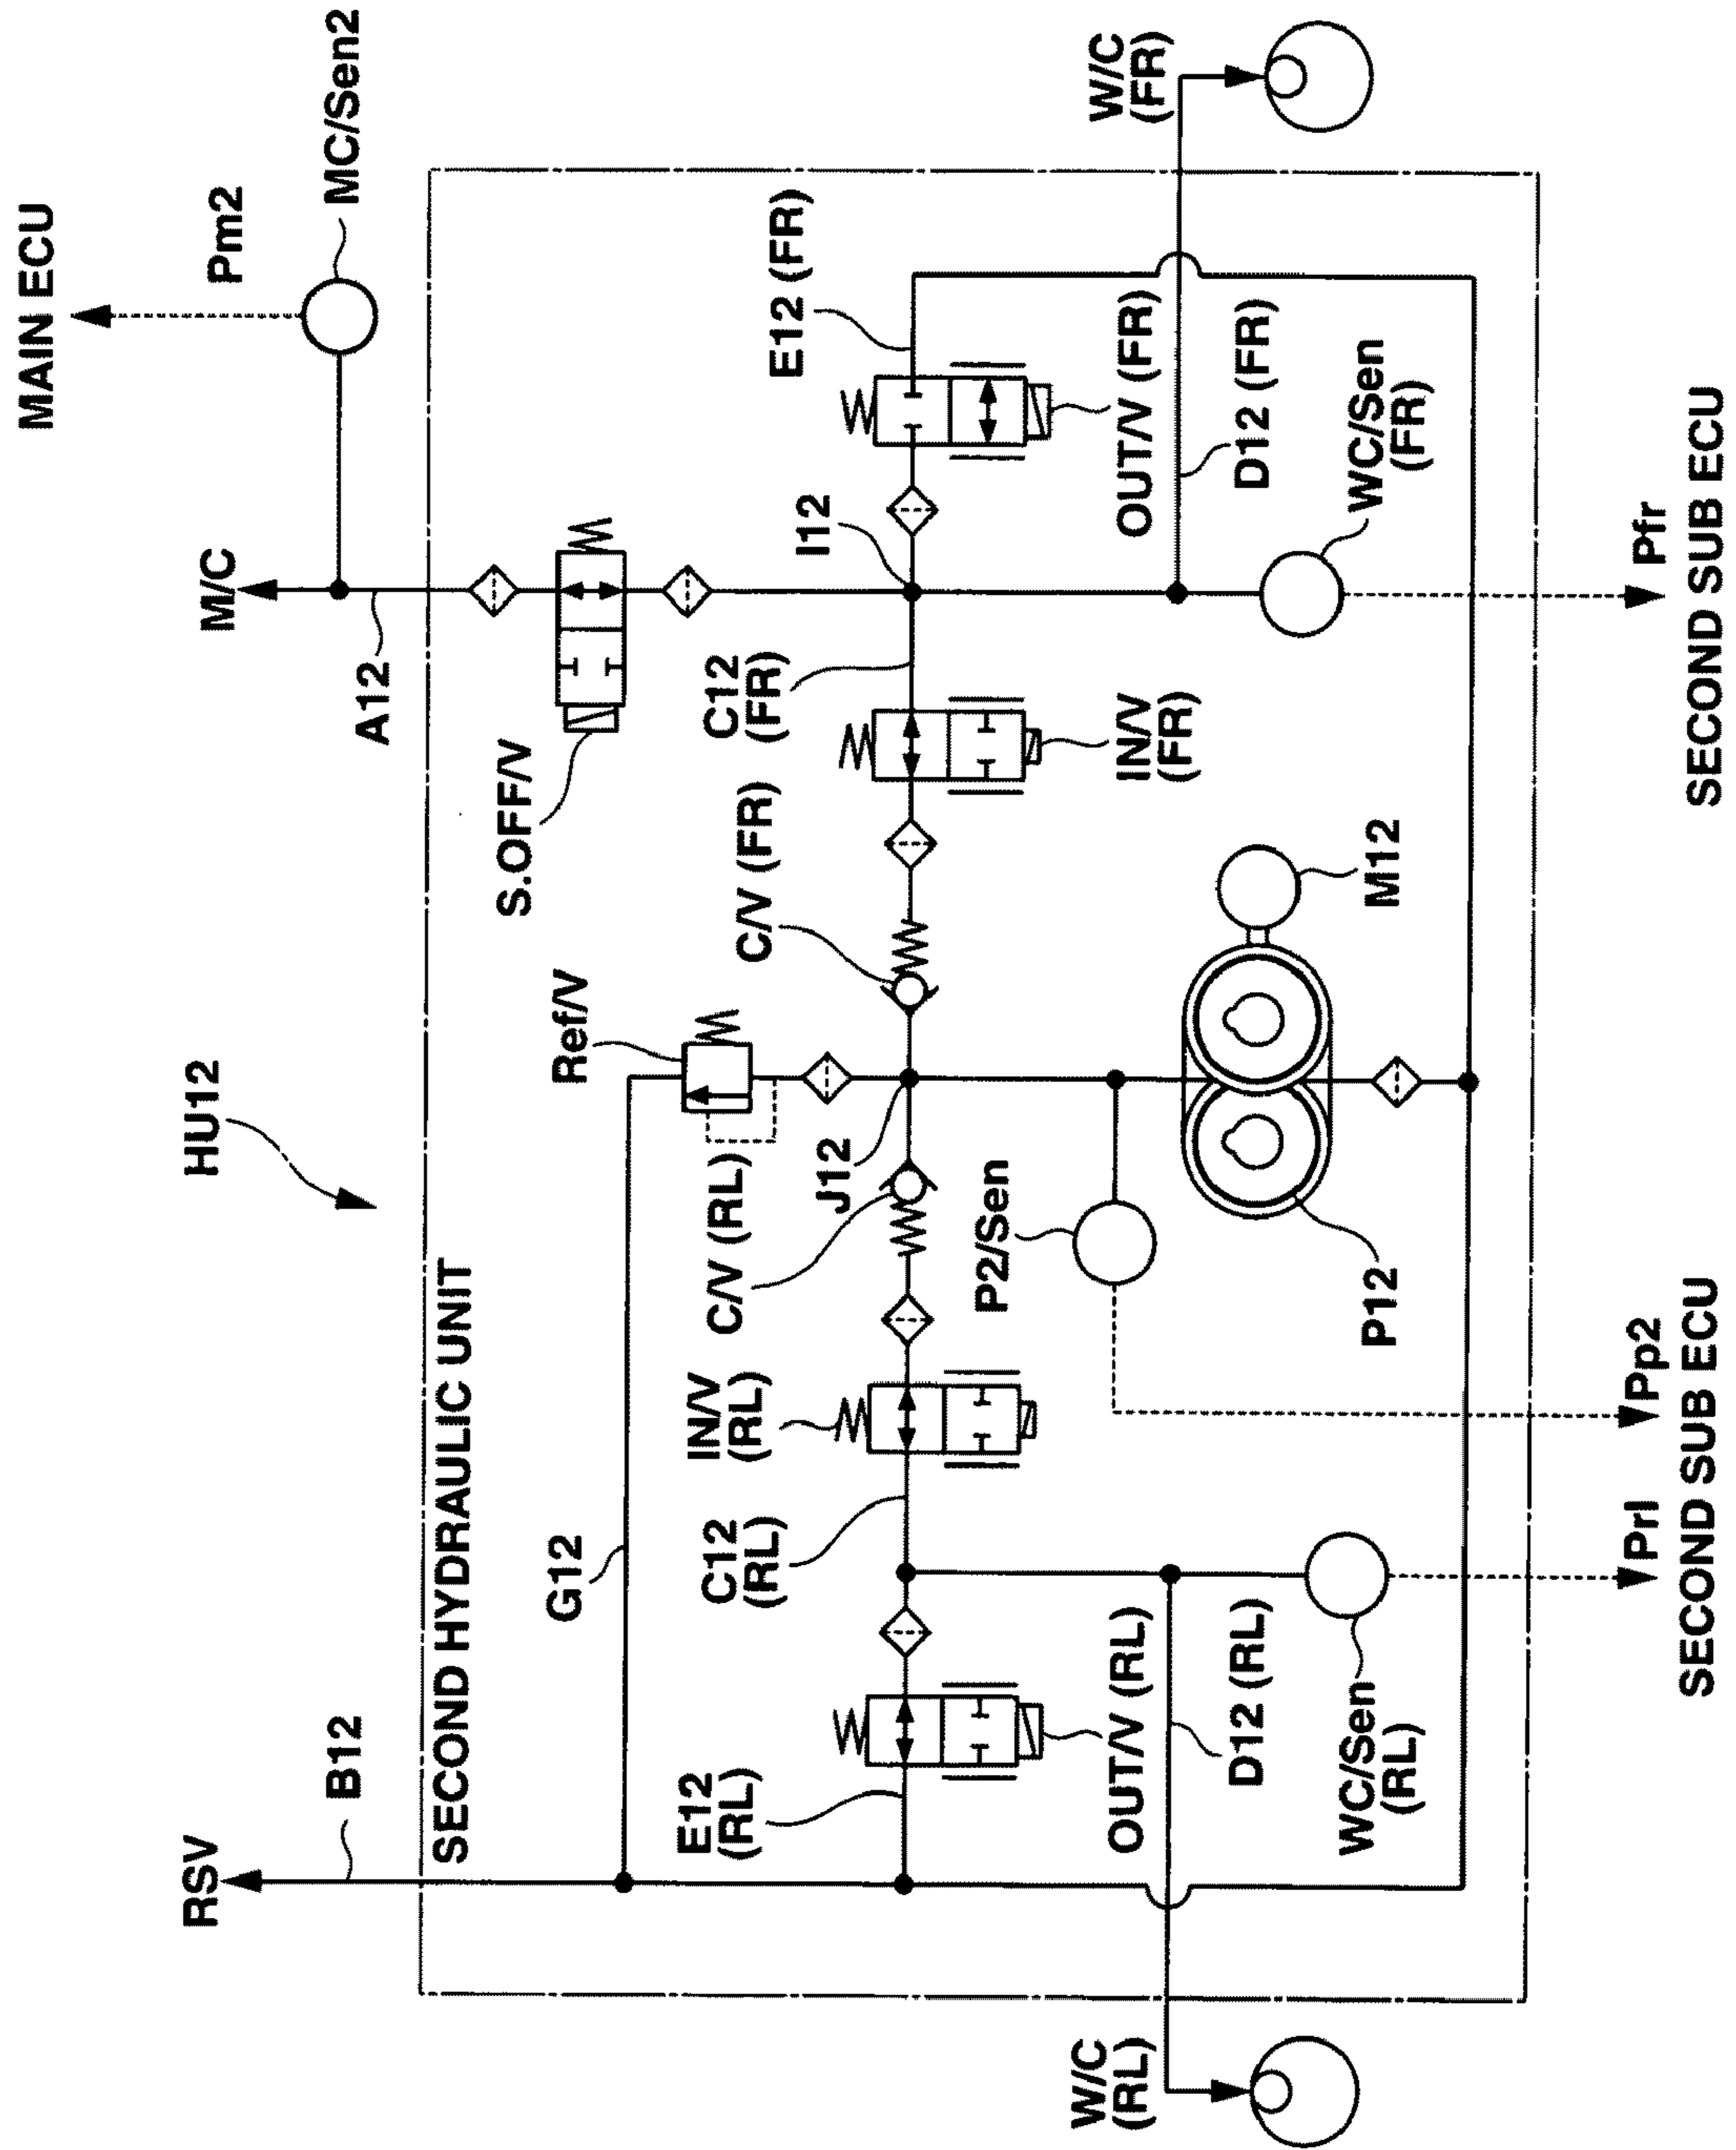 MAIN ECU
Pm2
MC/Sen2
M/C
A12
HU12
RSV
B12
SECOND HYDRAULIC UNIT
S.OFF/V
Ref/V
G12
E12 (FR)
I12
C12
(FR)
C/V (FR)
J12
C/V (RL)
IN/V
(RL)
C12
(RL)
E12
(RL)
W/C
(FR)
OUT/V (FR)
D12 (FR)
IN/V
(FR)
WC/Sen
(FR)
M12
P2/Sen
P12
OUT/V (RL)
D12 (RL)
WC/Sen
(RL)
W/C
(RL)
Pfr
SECOND SUB ECU
Pp2
Prl
SECOND SUB ECU